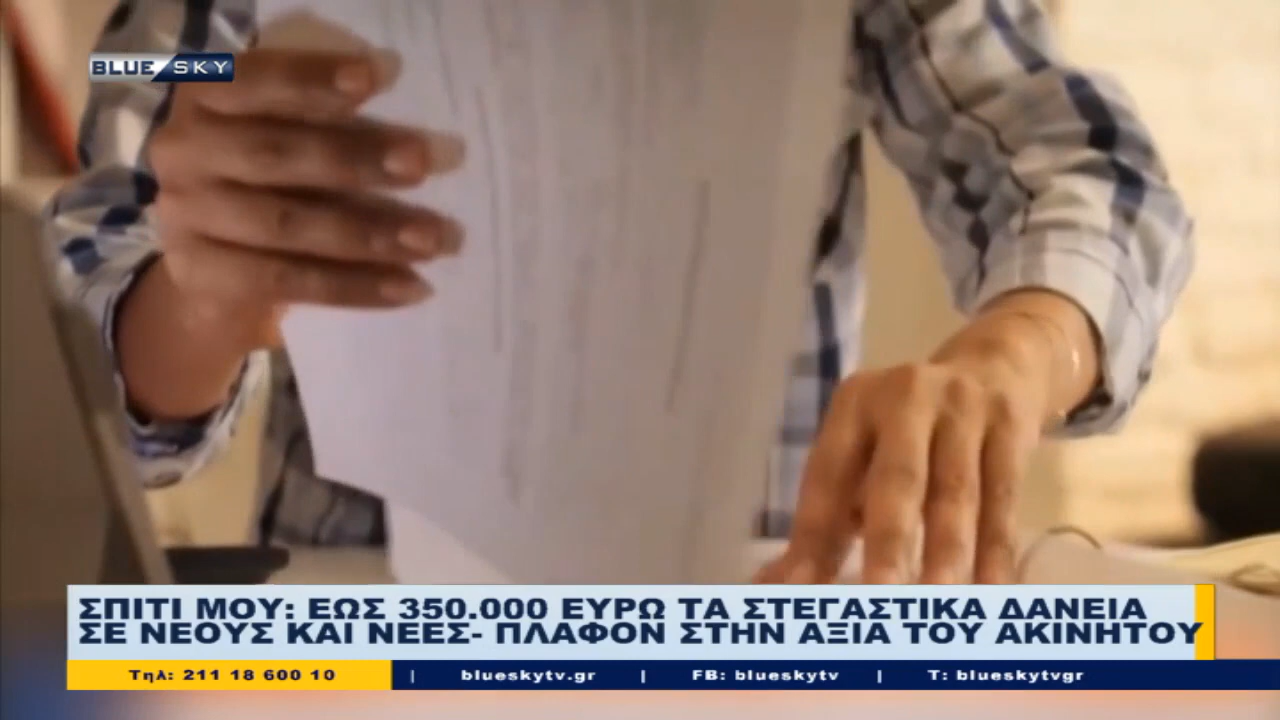 BLUE SKY
ΣΠΙΤΙ ΜΟΥ: ΕΩΣ 350.000 ΕΥΡΩ ΤΑ ΣΤΕΓΑΣΤΙΚΑ ΔΑΝΕΙΑ
ΣΕ ΝΕΟΥΣ ΚΑΙ ΝΕΕΣ- ΠΛΑΦΟΝ ΣΤΗΝ ΑΞΙΑ ΤΟΥ ΑΚΙΝΗΤΟΥ
Τηλ: 211 18 600 10 | blueskytv.gr | FB: blueskytv | T: blueskytvgr